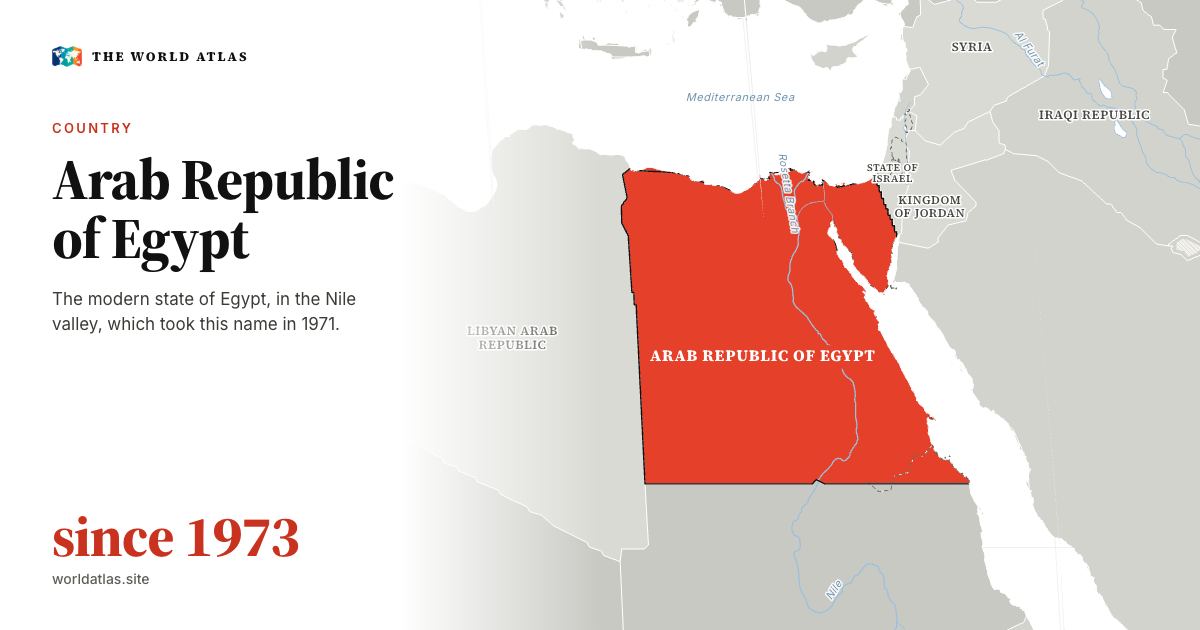 THE WORLD ATLAS
COUNTRY
Arab Republic
of Egypt
The modern state of Egypt, in the Nile
valley, which took this name in 1971.
since 1973
worldatlas.site
SYRIA
Al Furat
Mediterranean Sea
IRAQI REPUBLIC
STATE OF
ISRAEL
KINGDOM
OF JORDAN
Rosetta Branch
LIBYAN ARAB
REPUBLIC
ARAB REPUBLIC OF EGYPT
Nile